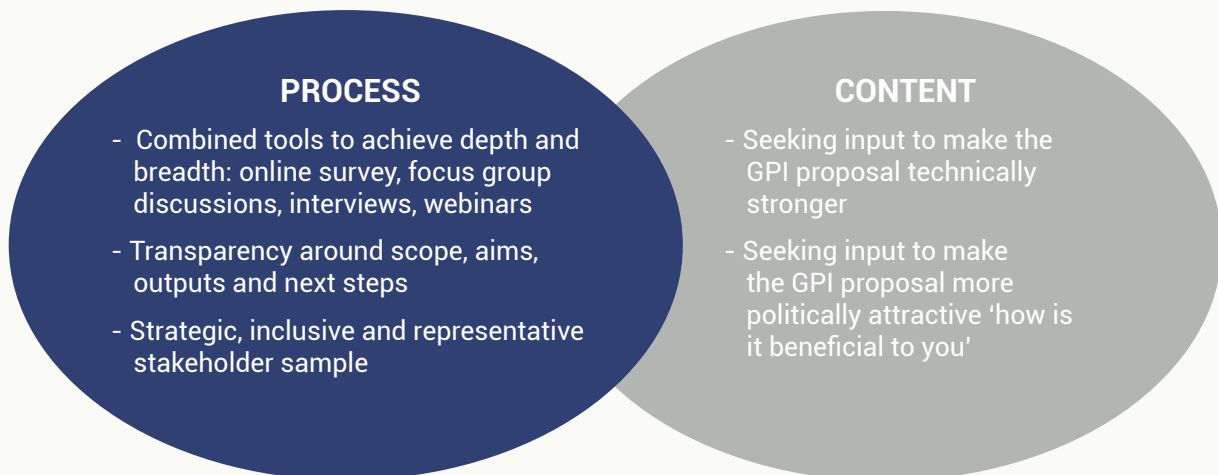 PROCESS
- Combined tools to achieve depth and
breadth: online survey, focus group
discussions, interviews, webinars
- Transparency around scope, aims,
outputs and next steps
- Strategic, inclusive and representative
stakeholder sample
CONTENT
- Seeking input to make the
GPI proposal technically
stronger
- Seeking input to make
the GPI proposal more
politically attractive ‘how is
it beneficial to you’